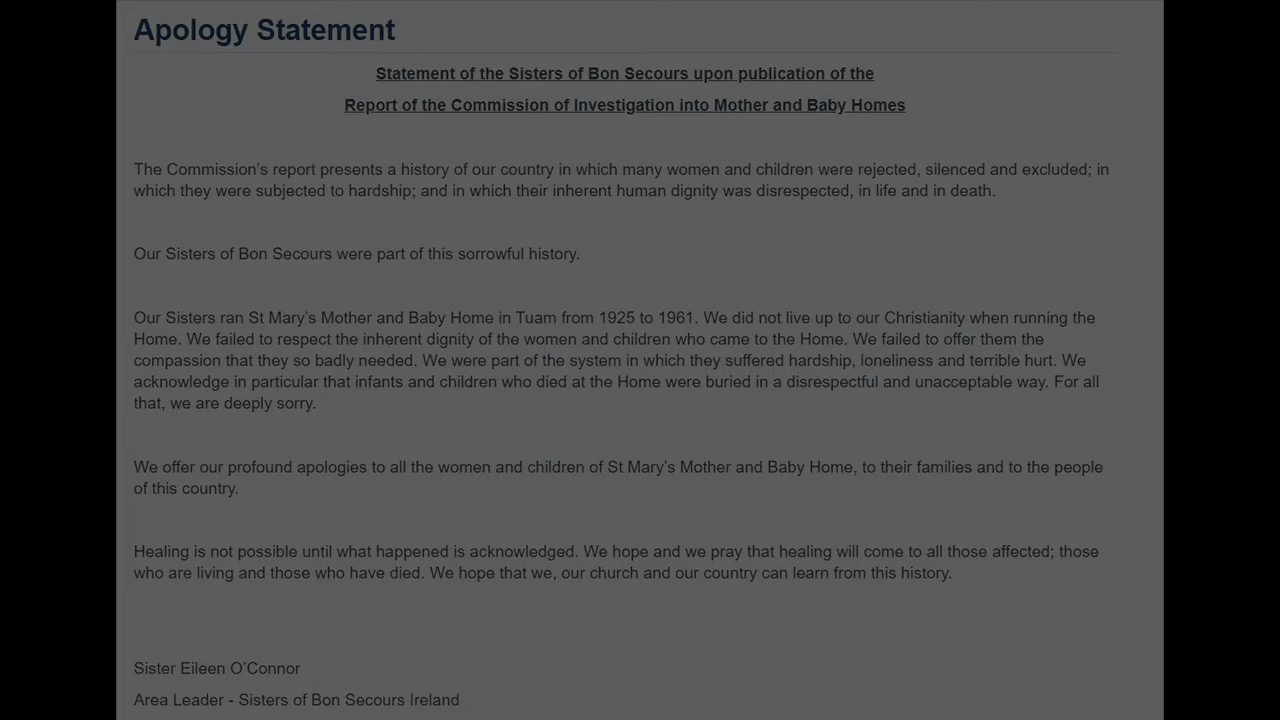 Apology Statement
Statement of the Sisters of Bon Secours upon publication of the
Report of the Commission of Investigation into Mother and Baby Homes
The Commission's report presents a history of our country in which many women and children were rejected, silenced and excluded; in
which they were subjected to hardship; and in which their inherent human dignity was disrespected, in life and in death.
Our Sisters of Bon Secours were part of this sorrowful history.
Our Sisters ran St Mary's Mother and Baby Home in Tuam from 1925 to 1961. We did not live up to our Christianity when running the
Home. We failed to respect the inherent dignity of the women and children who came to the Home. We failed to offer them the
compassion that they so badly needed. We were part of the system in which they suffered hardship, loneliness and terrible hurt. We
acknowledge in particular that infants and children who died at the Home were buried in a disrespectful and unacceptable way. For all
that, we are deeply sorry.
We offer our profound apologies to all the women and children of St Mary's Mother and Baby Home, to their families and to the people
of this country.
Healing is not possible until what happened is acknowledged. We hope and we pray that healing will come to all those affected; those
who are living and those who have died. We hope that we, our church and our country can learn from this history.
Sister Eileen O'Connor
Area Leader - Sisters of Bon Secours Ireland